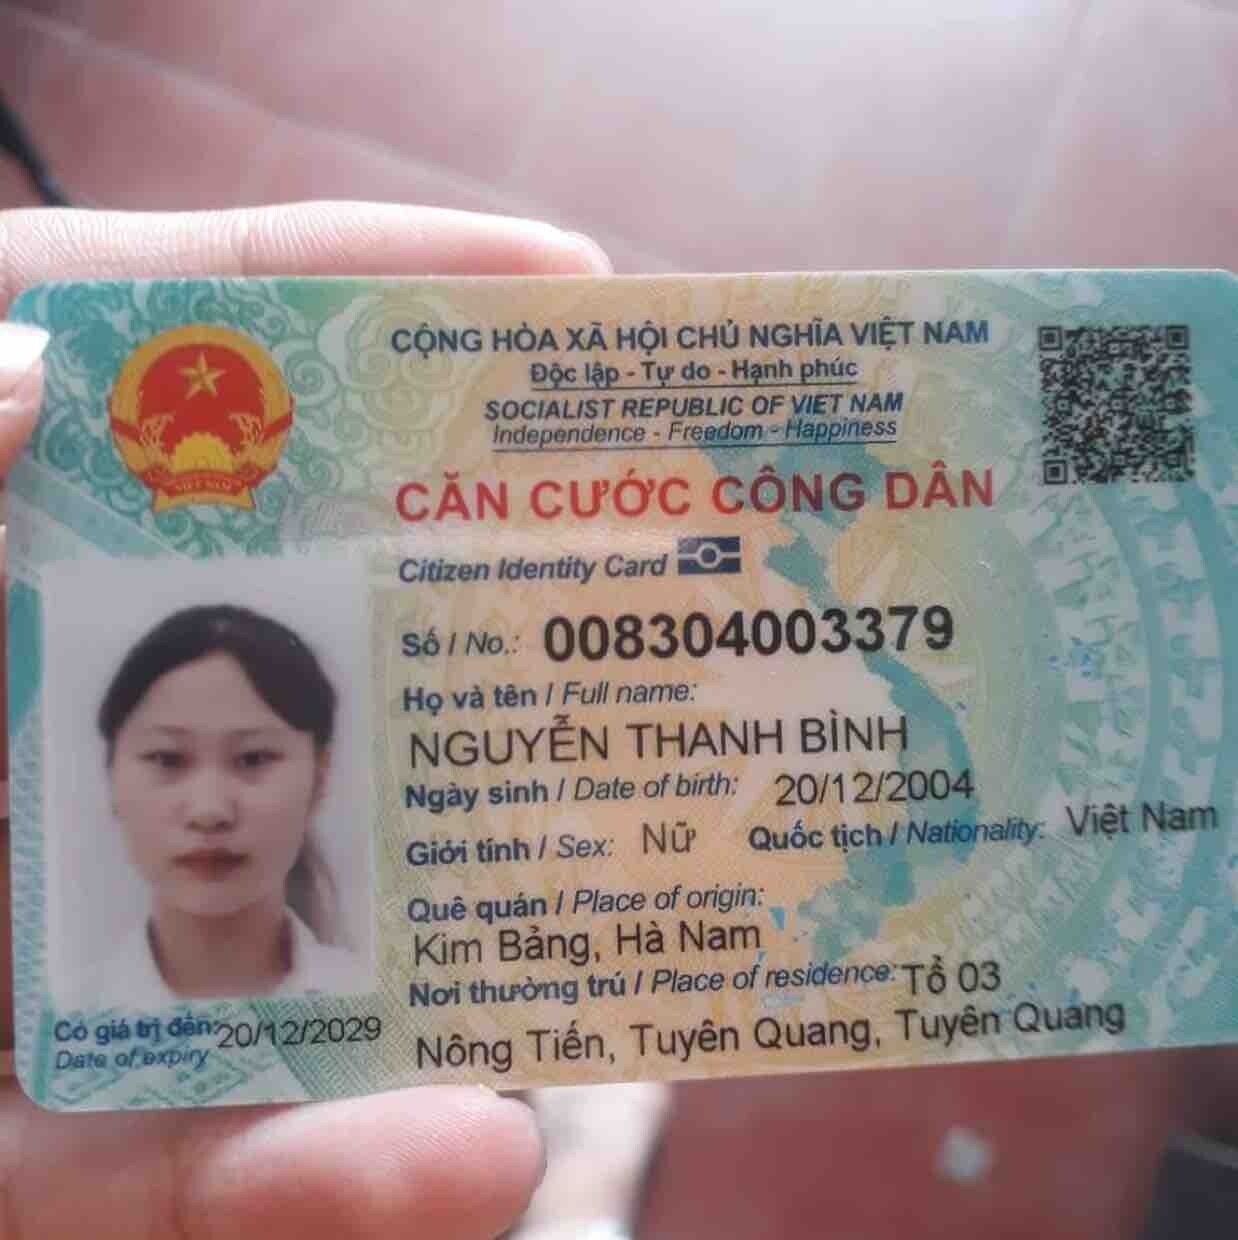 CỘNG HÒA XÃ HỘI CHỦ NGHĨA VIỆT NAM
Độc lập - Tự do - Hạnh phúc
SOCIALIST REPUBLIC OF VIET NAM
Independence - Freedom - Happiness
CĂN CƯỚC CÔNG DÂN
Citizen Identity Card
Số / No.: 008304003379
Họ và tên / Full name:
NGUYỄN THANH BÌNH
Ngày sinh / Date of birth: 20/12/2004
Giới tính / Sex: Nữ Quốc tịch / Nationality: Việt Nam
Quê quán / Place of origin:
Kim Bảng, Hà Nam
Nơi thường trú / Place of residence: Tổ 03
Nông Tiến, Tuyên Quang, Tuyên Quang
Có giá trị đến: 20/12/2029
Date of expiry
VIỆT NAM